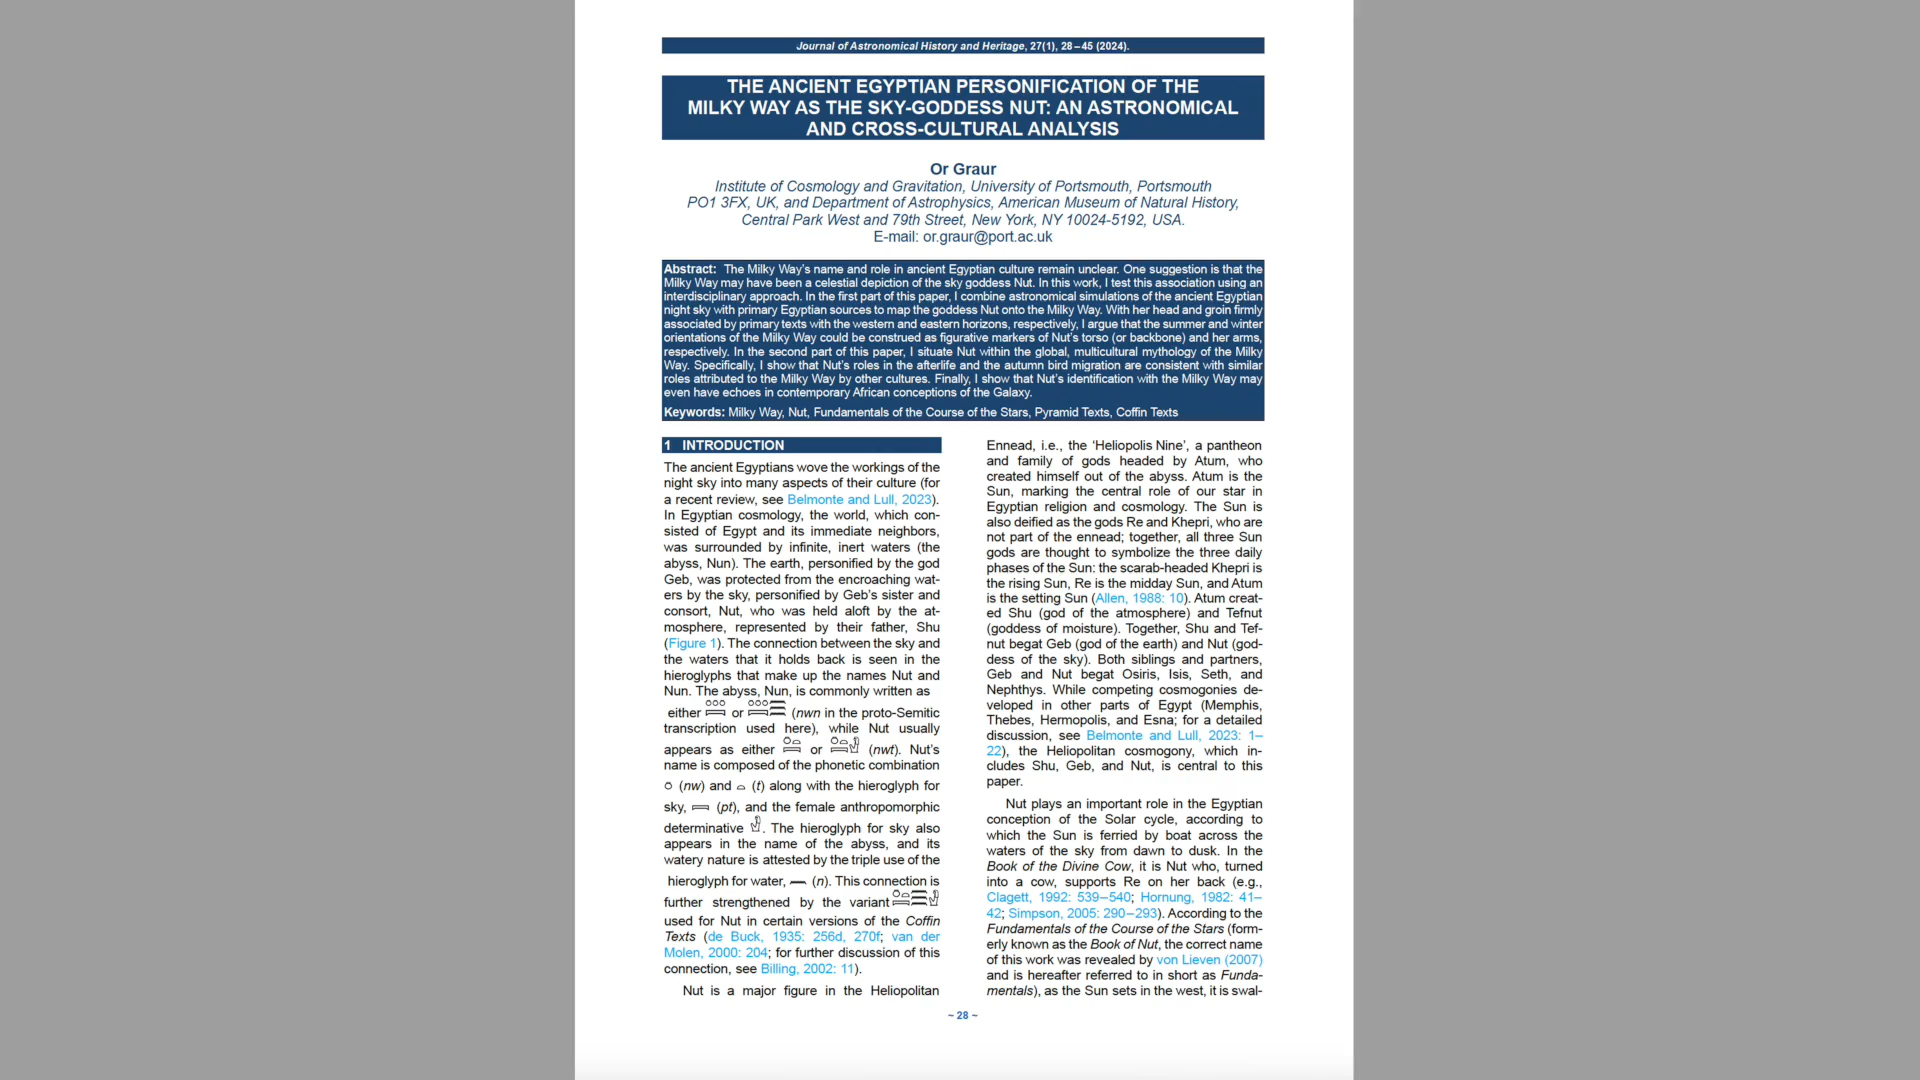 Journal of Astronomical History and Heritage, 27(1), 28–45 (2024).
THE ANCIENT EGYPTIAN PERSONIFICATION OF THE
MILKY WAY AS THE SKY-GODDESS NUT: AN ASTRONOMICAL
AND CROSS-CULTURAL ANALYSIS
Or Graur
Institute of Cosmology and Gravitation, University of Portsmouth, Portsmouth
PO1 3FX, UK, and Department of Astrophysics, American Museum of Natural History,
Central Park West and 79th Street, New York, NY 10024-5192, USA.
E-mail: or.graur@port.ac.uk
Abstract: The Milky Way’s name and role in ancient Egyptian culture remain unclear. One suggestion is that the
Milky Way may have been a celestial depiction of the sky goddess Nut. In this work, I test this association using an
interdisciplinary approach. In the first part of this paper, I combine astronomical simulations of the ancient Egyptian
night sky with primary Egyptian sources to map the goddess Nut onto the Milky Way. With her head and groin firmly
associated by primary texts with the western and eastern horizons, respectively, I argue that the summer and winter
orientations of the Milky Way could be construed as figurative markers of Nut’s torso (or backbone) and her arms,
respectively. In the second part of this paper, I situate Nut within the global, multicultural mythology of the Milky
Way. Specifically, I show that Nut’s roles in the afterlife and the autumn bird migration are consistent with similar
roles attributed to the Milky Way by other cultures. Finally, I show that Nut’s identification with the Milky Way may
even have echoes in contemporary African conceptions of the Galaxy.
Keywords: Milky Way, Nut, Fundamentals of the Course of the Stars, Pyramid Texts, Coffin Texts
1 INTRODUCTION
The ancient Egyptians wove the workings of the
night sky into many aspects of their culture (for
a recent review, see Belmonte and Lull, 2023).
In Egyptian cosmology, the world, which con-
sisted of Egypt and its immediate neighbors,
was surrounded by infinite, inert waters (the
abyss, Nun). The earth, personified by the god
Geb, was protected from the encroaching wat-
ers by the sky, personified by Geb’s sister and
consort, Nut, who was held aloft by the at-
mosphere, represented by their father, Shu
(Figure 1). The connection between the sky and
the waters that it holds back is seen in the
hieroglyphs that make up the names Nut and
Nun. The abyss, Nun, is commonly written as
either or (nwn in the proto-Semitic
transcription used here), while Nut usually
appears as either or (nwt). Nut’s
name is composed of the phonetic combination
(nw) and (t) along with the hieroglyph for
sky, (pt), and the female anthropomorphic
determinative . The hieroglyph for sky also
appears in the name of the abyss, and its
watery nature is attested by the triple use of the
hieroglyph for water, (n). This connection is
further strengthened by the variant
used for Nut in certain versions of the Coffin
Texts (de Buck, 1935: 256d, 270f; van der
Molen, 2000: 204; for further discussion of this
connection, see Billing, 2002: 11).
Nut is a major figure in the Heliopolitan
Ennead, i.e., the ‘Heliopolis Nine’, a pantheon
and family of gods headed by Atum, who
created himself out of the abyss. Atum is the
Sun, marking the central role of our star in
Egyptian religion and cosmology. The Sun is
also deified as the gods Re and Khepri, who are
not part of the ennead; together, all three Sun
gods are thought to symbolize the three daily
phases of the Sun: the scarab-headed Khepri is
the rising Sun, Re is the midday Sun, and Atum
is the setting Sun (Allen, 1988: 10). Atum creat-
ed Shu (god of the atmosphere) and Tefnut
(goddess of moisture). Together, Shu and Tef-
nut begat Geb (god of the earth) and Nut (god-
dess of the sky). Both siblings and partners,
Geb and Nut begat Osiris, Isis, Seth, and
Nephthys. While competing cosmogonies de-
veloped in other parts of Egypt (Memphis,
Thebes, Hermopolis, and Esna; for a detailed
discussion, see Belmonte and Lull, 2023: 1–
22), the Heliopolitan cosmogony, which in-
cludes Shu, Geb, and Nut, is central to this
paper.
Nut plays an important role in the Egyptian
conception of the Solar cycle, according to
which the Sun is ferried by boat across the
waters of the sky from dawn to dusk. In the
Book of the Divine Cow, it is Nut who, turned
into a cow, supports Re on her back (e.g.,
Clagett, 1992: 539–540; Hornung, 1982: 41–
42; Simpson, 2005: 290–293). According to the
Fundamentals of the Course of the Stars (form-
erly known as the Book of Nut, the correct name
of this work was revealed by von Lieven (2007)
and is hereafter referred to in short as Funda-
mentals), as the Sun sets in the west, it is swal-
~ 28 ~